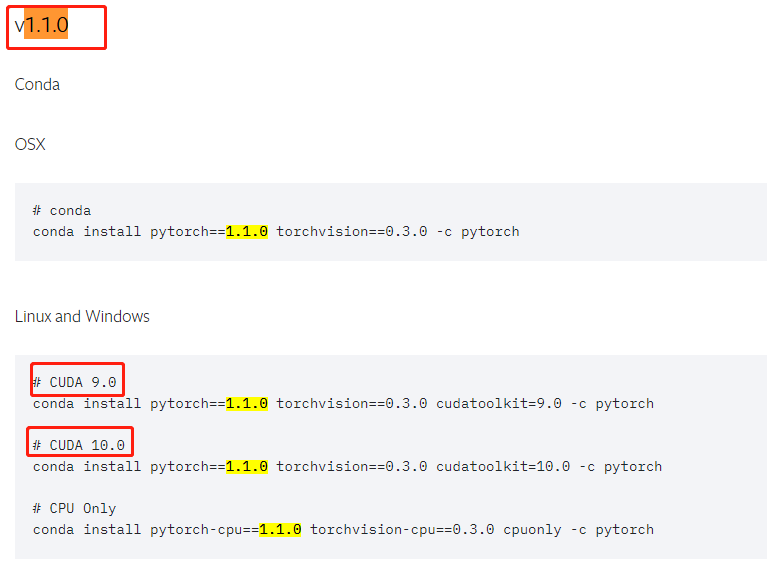 v1.1.0
Conda
OSX
# conda
conda install pytorch==1.1.0 torchvision==0.3.0 -c pytorch
Linux and Windows
# CUDA 9.0
conda install pytorch==1.1.0 torchvision==0.3.0 cudatoolkit=9.0 -c pytorch
# CUDA 10.0
conda install pytorch==1.1.0 torchvision==0.3.0 cudatoolkit=10.0 -c pytorch
# CPU Only
conda install pytorch-cpu==1.1.0 torchvision-cpu==0.3.0 cpuonly -c pytorch